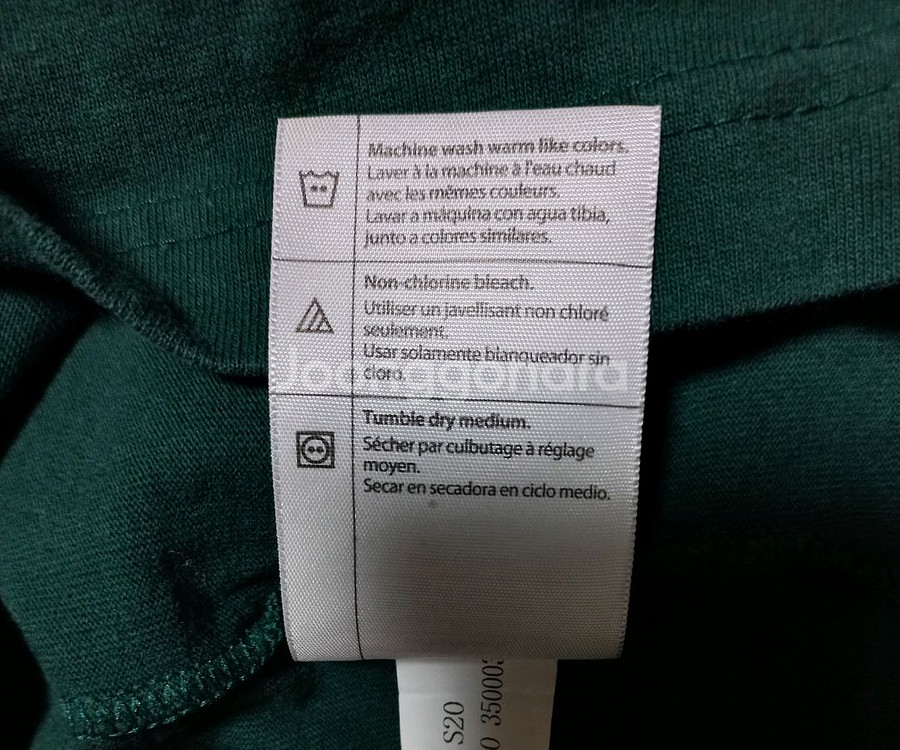 Machine wash warm like colors.
Laver à la machine à l'eau chaud
avec les mêmes couleurs.
Lavar a máquina con agua tibia,
junto a colores similares.
Non-chlorine bleach.
Utiliser un javellisant non chloré
seulement.
Usar solamente blanqueador sin
cloro.
Tumble dry medium.
Sécher par culbutage à réglage
moyen.
Secar en secadora en ciclo medio.
S20